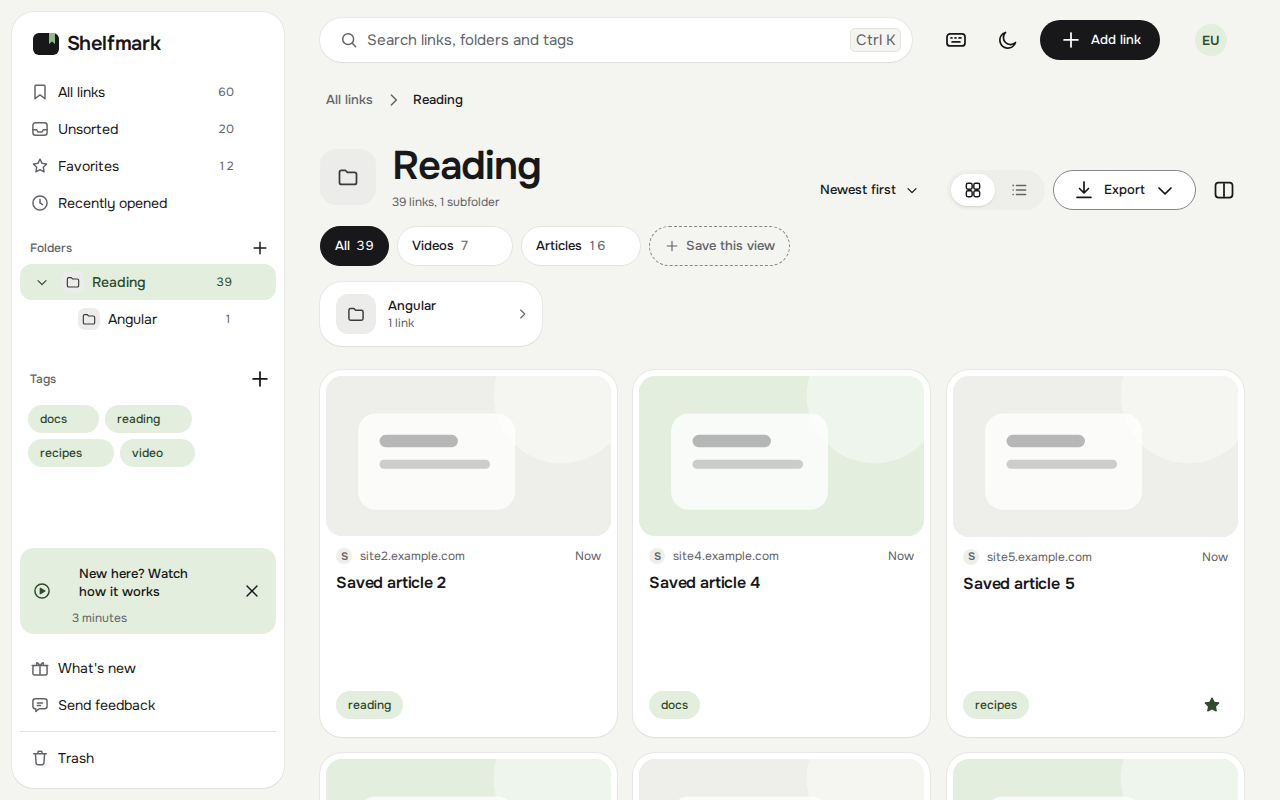 Shelfmark
All links 60
Unsorted 20
Favorites 12
Recently opened
Folders
Reading 39
Angular 1
Tags
docs reading
recipes video
New here? Watch
how it works
3 minutes
What's new
Send feedback
Trash
Search links, folders and tags Ctrl K
Add link
EU
All links Reading
Reading
39 links, 1 subfolder
Newest first
Export
All 39 Videos 7 Articles 16 Save this view
Angular
1 link
S site2.example.com Now
Saved article 2
reading
S site4.example.com Now
Saved article 4
docs
S site5.example.com Now
Saved article 5
recipes